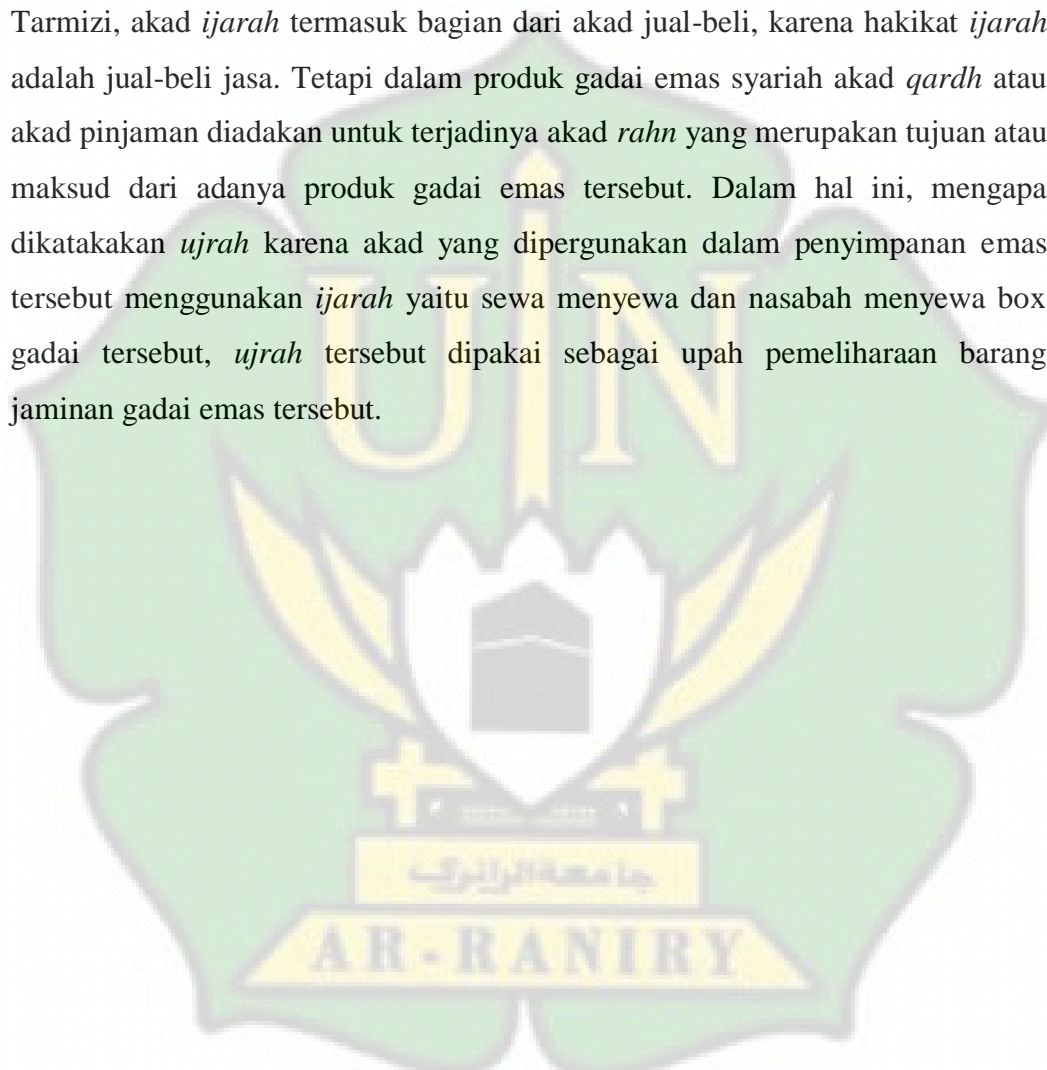 Tarmizi, akad ijarah termasuk bagian dari akad jual-beli, karena hakikat ijarah
adalah jual-beli jasa. Tetapi dalam produk gadai emas syariah akad qardh atau
akad pinjaman diadakan untuk terjadinya akad rahn yang merupakan tujuan atau
maksud dari adanya produk gadai emas tersebut. Dalam hal ini, mengapa
dikatakakan ujrah karena akad yang dipergunakan dalam penyimpanan emas
tersebut menggunakan ijarah yaitu sewa menyewa dan nasabah menyewa box
gadai tersebut, ujrah tersebut dipakai sebagai upah pemeliharaan barang
jaminan gadai emas tersebut.
UIN
جامعةالرانري
AR-RANIRY